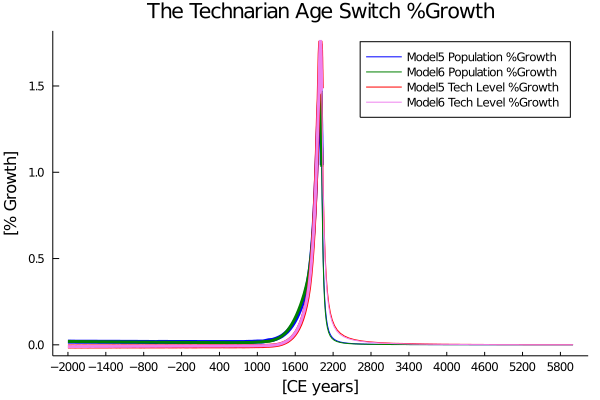 The Technarian Age Switch %Growth
Model5 Population %Growth
Model6 Population %Growth
Model5 Tech Level %Growth
Model6 Tech Level %Growth
[% Growth]
1.5
1.0
0.5
0.0
−2000 −1400 −800 −200 400 1000 1600 2200 2800 3400 4000 4600 5200 5800
[CE years]